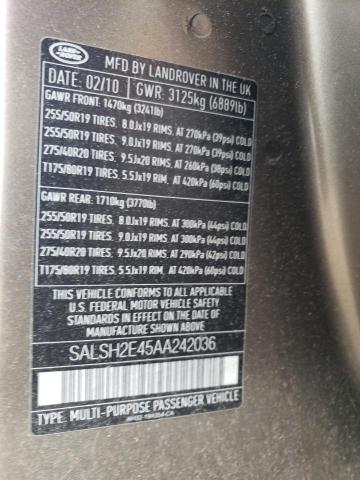 LAND ROVER
MFD BY LANDROVER IN THE UK
DATE: 02/10 GWR: 3125kg (6889lb)
GAWR FRONT: 1470kg (3241lb)
255/50R19 TIRES. 8.0Jx19 RIMS. AT 270kPa (39psi) COLD
255/50R19 TIRES. 9.0Jx19 RIMS. AT 270kPa (39psi) COLD
275/40R20 TIRES. 9.5Jx20 RIMS. AT 260kPa (38psi) COLD
T175/80R19 TIRES. 5.5Jx19 RIM. AT 420kPa (60psi) COLD
GAWR REAR: 1710kg (3770lb)
255/50R19 TIRES. 8.0Jx19 RIMS. AT 300kPa (44psi) COLD
255/50R19 TIRES. 9.0Jx19 RIMS. AT 300kPa (44psi) COLD
275/40R20 TIRES. 9.5Jx20 RIMS. AT 290kPa (42psi) COLD
T175/80R19 TIRES. 5.5Jx19 RIM. AT 420kPa (60psi) COLD
THIS VEHICLE CONFORMS TO ALL APPLICABLE
U.S. FEDERAL MOTOR VEHICLE SAFETY
STANDARDS IN EFFECT ON THE DATE OF
MANUFACTURE SHOWN ABOVE
SALSH2E45AA242036
TYPE: MULTI-PURPOSE PASSENGER VEHICLE